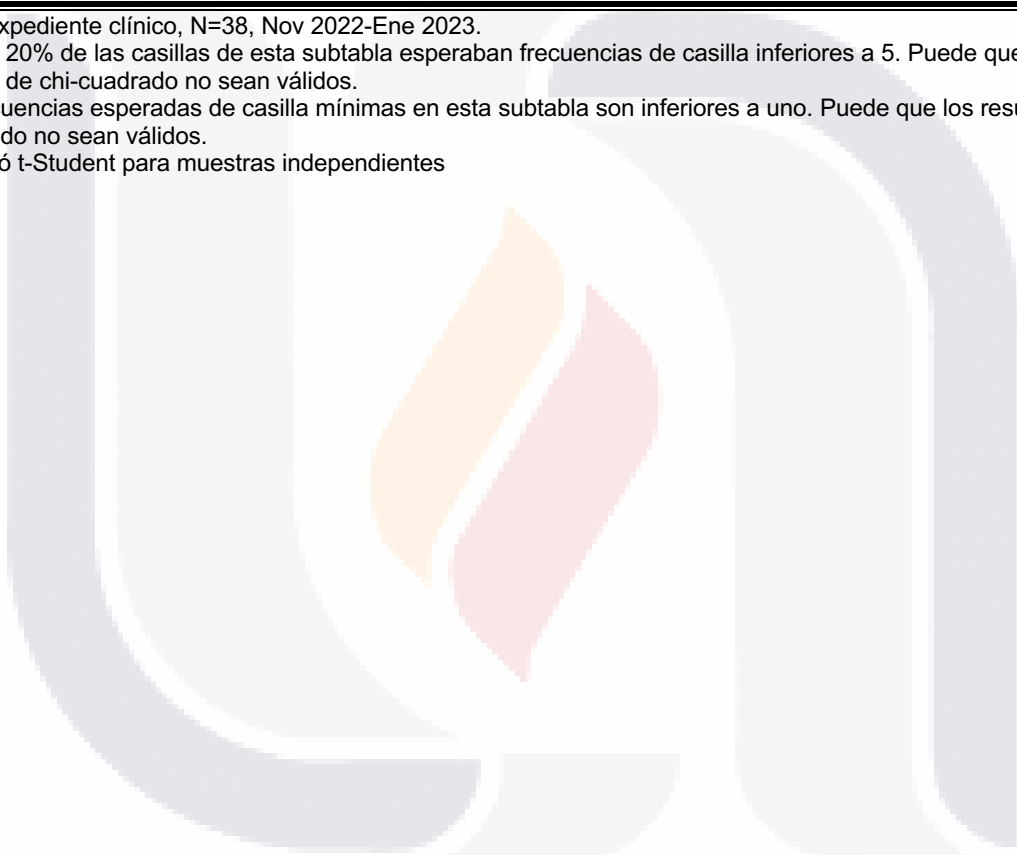 xpediente clínico, N=38, Nov 2022-Ene 2023.
20% de las casillas de esta subtabla esperaban frecuencias de casilla inferiores a 5. Puede que
de chi-cuadrado no sean válidos.
uencias esperadas de casilla mínimas en esta subtabla son inferiores a uno. Puede que los resu
do no sean válidos.
ó t-Student para muestras independientes